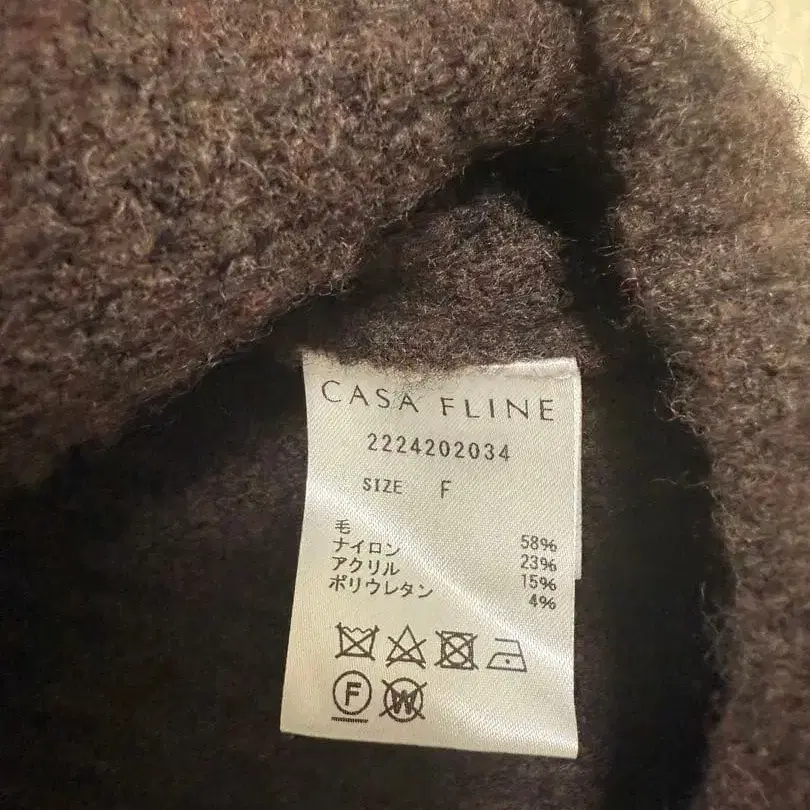 CASA FLINE
2224202034
SIZE F
毛 58%
ナイロン 23%
アクリル 15%
ポリウレタン 4%
F W